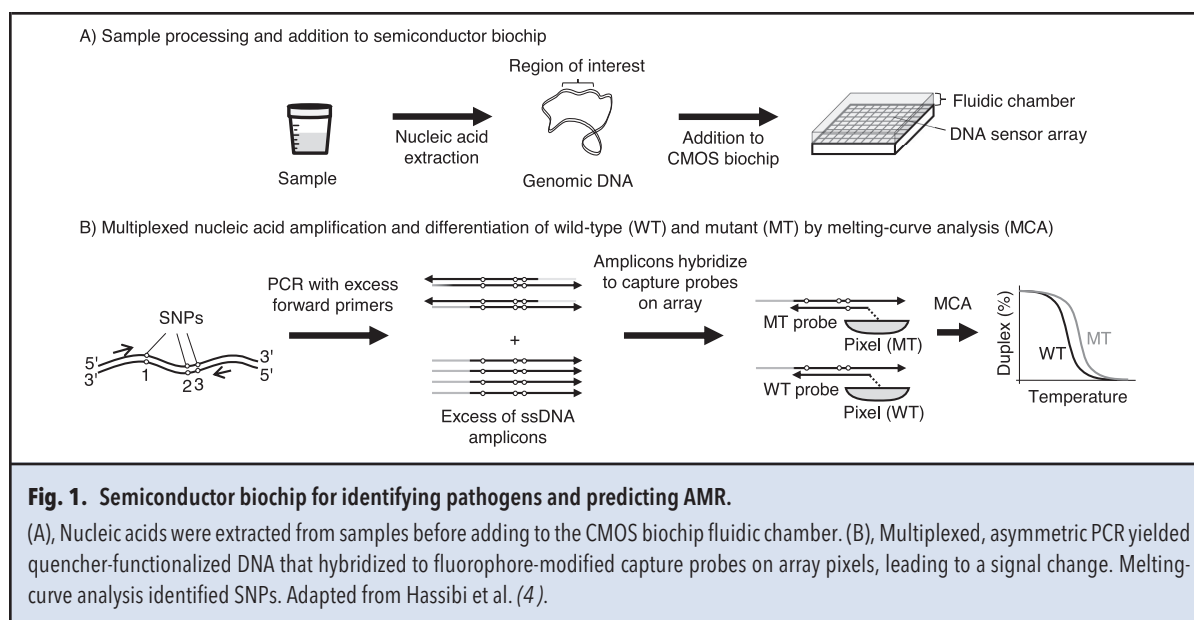 A) Sample processing and addition to semiconductor biochip
Region of interest
Nucleic acid
extraction
Addition to
CMOS biochip
Fluidic chamber
DNA sensor array
Sample
Genomic DNA
B) Multiplexed nucleic acid amplification and differentiation of wild-type (WT) and mutant (MT) by melting-curve analysis (MCA)
PCR with excess
forward primers
Amplicons hybridize
to capture probes
on array
SNPs
5'
3'
1
2
3
3'
5'
+
Excess of ssDNA
amplicons
MT probe
Pixel (MT)
WT probe
Pixel (WT)
MCA
Duplex (%)
WT
MT
Temperature
Fig. 1. Semiconductor biochip for identifying pathogens and predicting AMR.
(A), Nucleic acids were extracted from samples before adding to the CMOS biochip fluidic chamber. (B), Multiplexed, asymmetric PCR yielded
quencher-functionalized DNA that hybridized to fluorophore-modified capture probes on array pixels, leading to a signal change. Melting-
curve analysis identified SNPs. Adapted from Hassibi et al. (4).